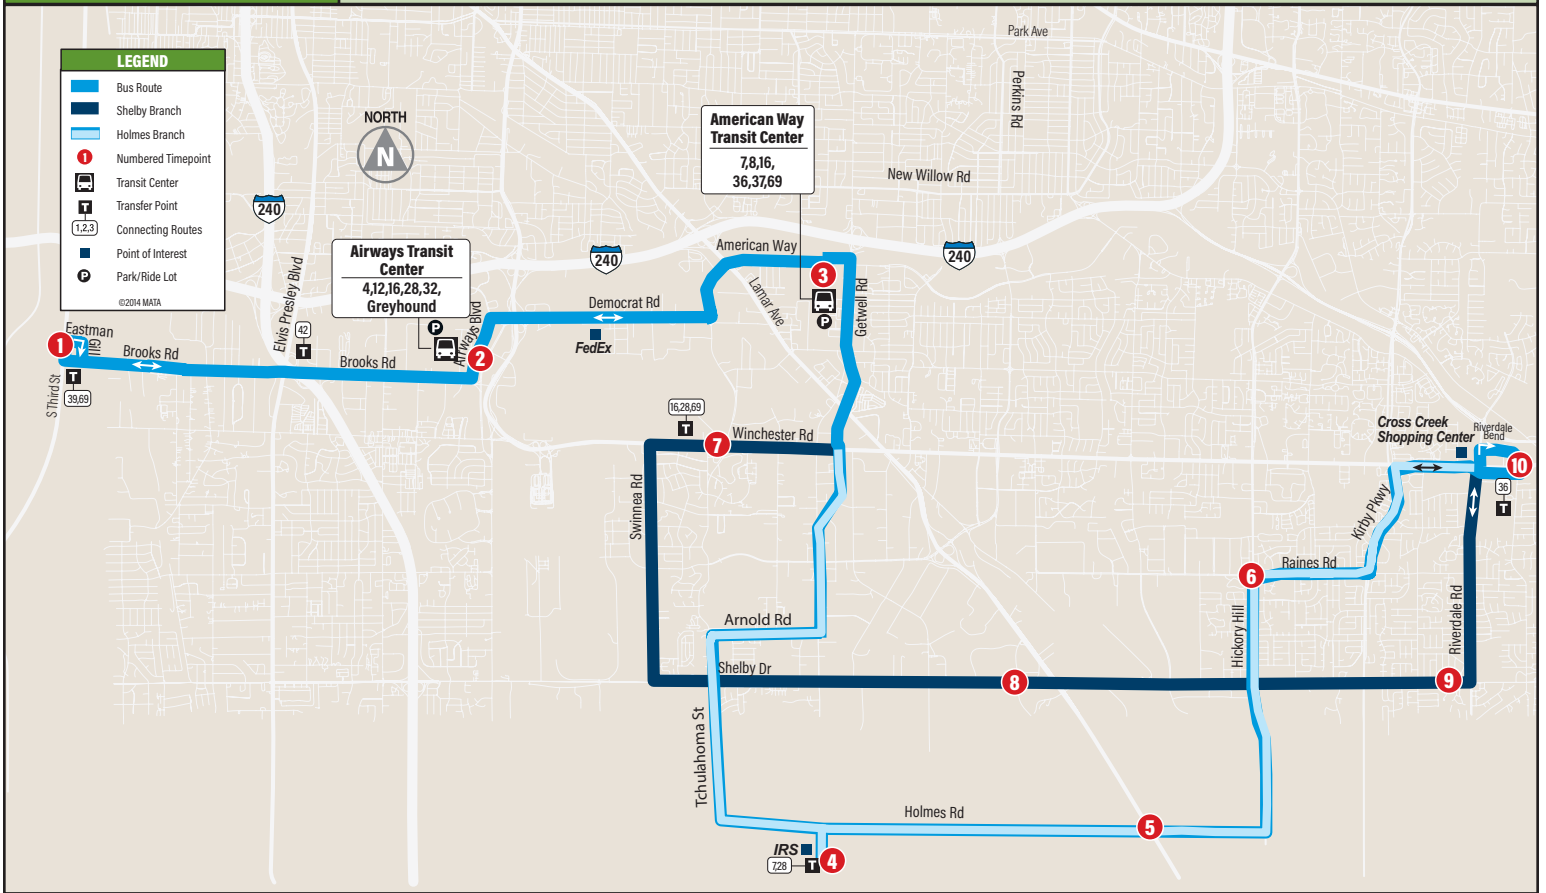 LEGEND
Bus Route
Shelby Branch
Holmes Branch
1
Numbered Timepoint
Transit Center
T
Transfer Point
1,2,3
Connecting Routes
Point of Interest
P
Park/Ride Lot
©2014 MATA
NORTH
N
240
240
240
Park Ave
Perkins Rd
New Willow Rd
American Way
Transit Center
7,8,16,
36,37,69
Airways Transit
Center
4,12,16,28,32,
Greyhound
American Way
3
P
Lamar Ave
Getwell Rd
Democrat Rd
FedEx
Elvis Presley Blvd
42
T
P
Airways Blvd
2
Eastman
Gill
1
Brooks Rd
Brooks Rd
S Third St
T
39,69
16,28,69
T
7
Winchester Rd
Swinnea Rd
Cross Creek
Shopping Center
Riverdale
Bend
10
36
T
Kirby Pkwy
Raines Rd
6
Hickory Hill
Riverdale Rd
Arnold Rd
Shelby Dr
8
9
Tchulahoma St
Holmes Rd
5
IRS
7,28
T
4